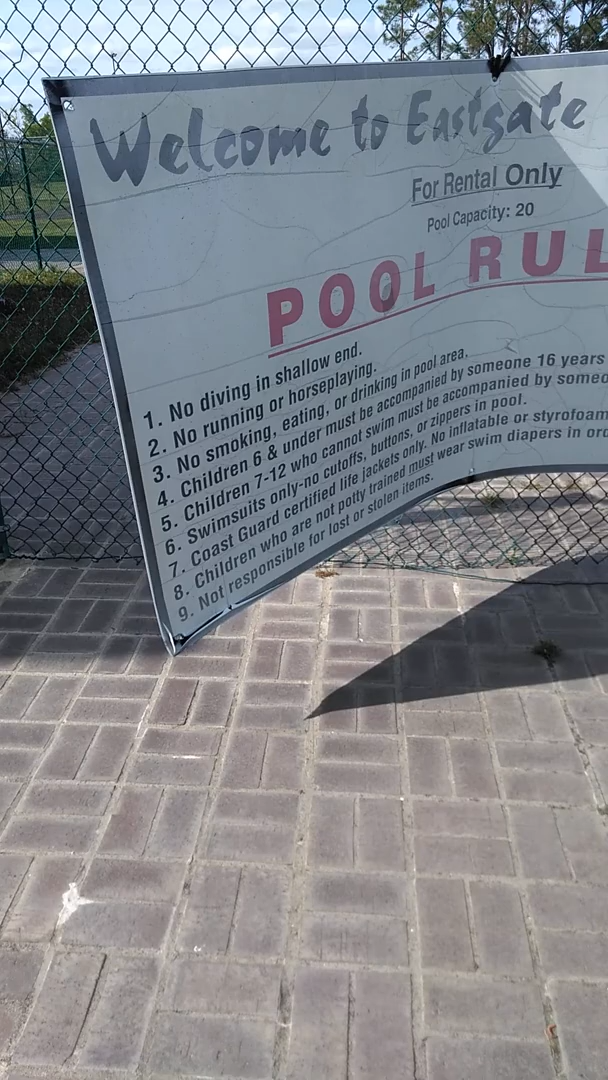 Welcome to Eastgate
For Rental Only
Pool Capacity: 20
POOL RUL
1. No diving in shallow end.
2. No running or horseplaying.
3. No smoking, eating, or drinking in pool area,
4. Children 6 & under must be accompanied by someone 16 years
5. Children 7-12 who cannot swim must be accompanied by someo
6. Swimsuits only-no cutoffs, buttons, or zippers in pool.
7. Coast Guard certified life jackets only. No inflatable or styrofoam
8. Children who are not potty trained must wear swim diapers in ord
9. Not responsible for lost or stolen items.